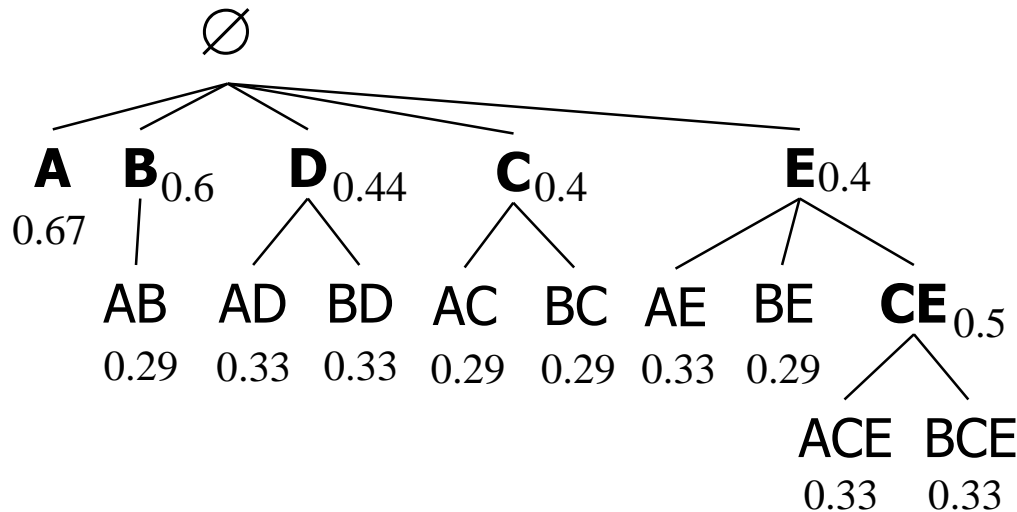 ∅
A B0.6 D0.44 C0.4 E0.4
0.67
AB AD BD AC BC AE BE CE0.5
0.29 0.33 0.33 0.29 0.29 0.33 0.29
ACE BCE
0.33 0.33